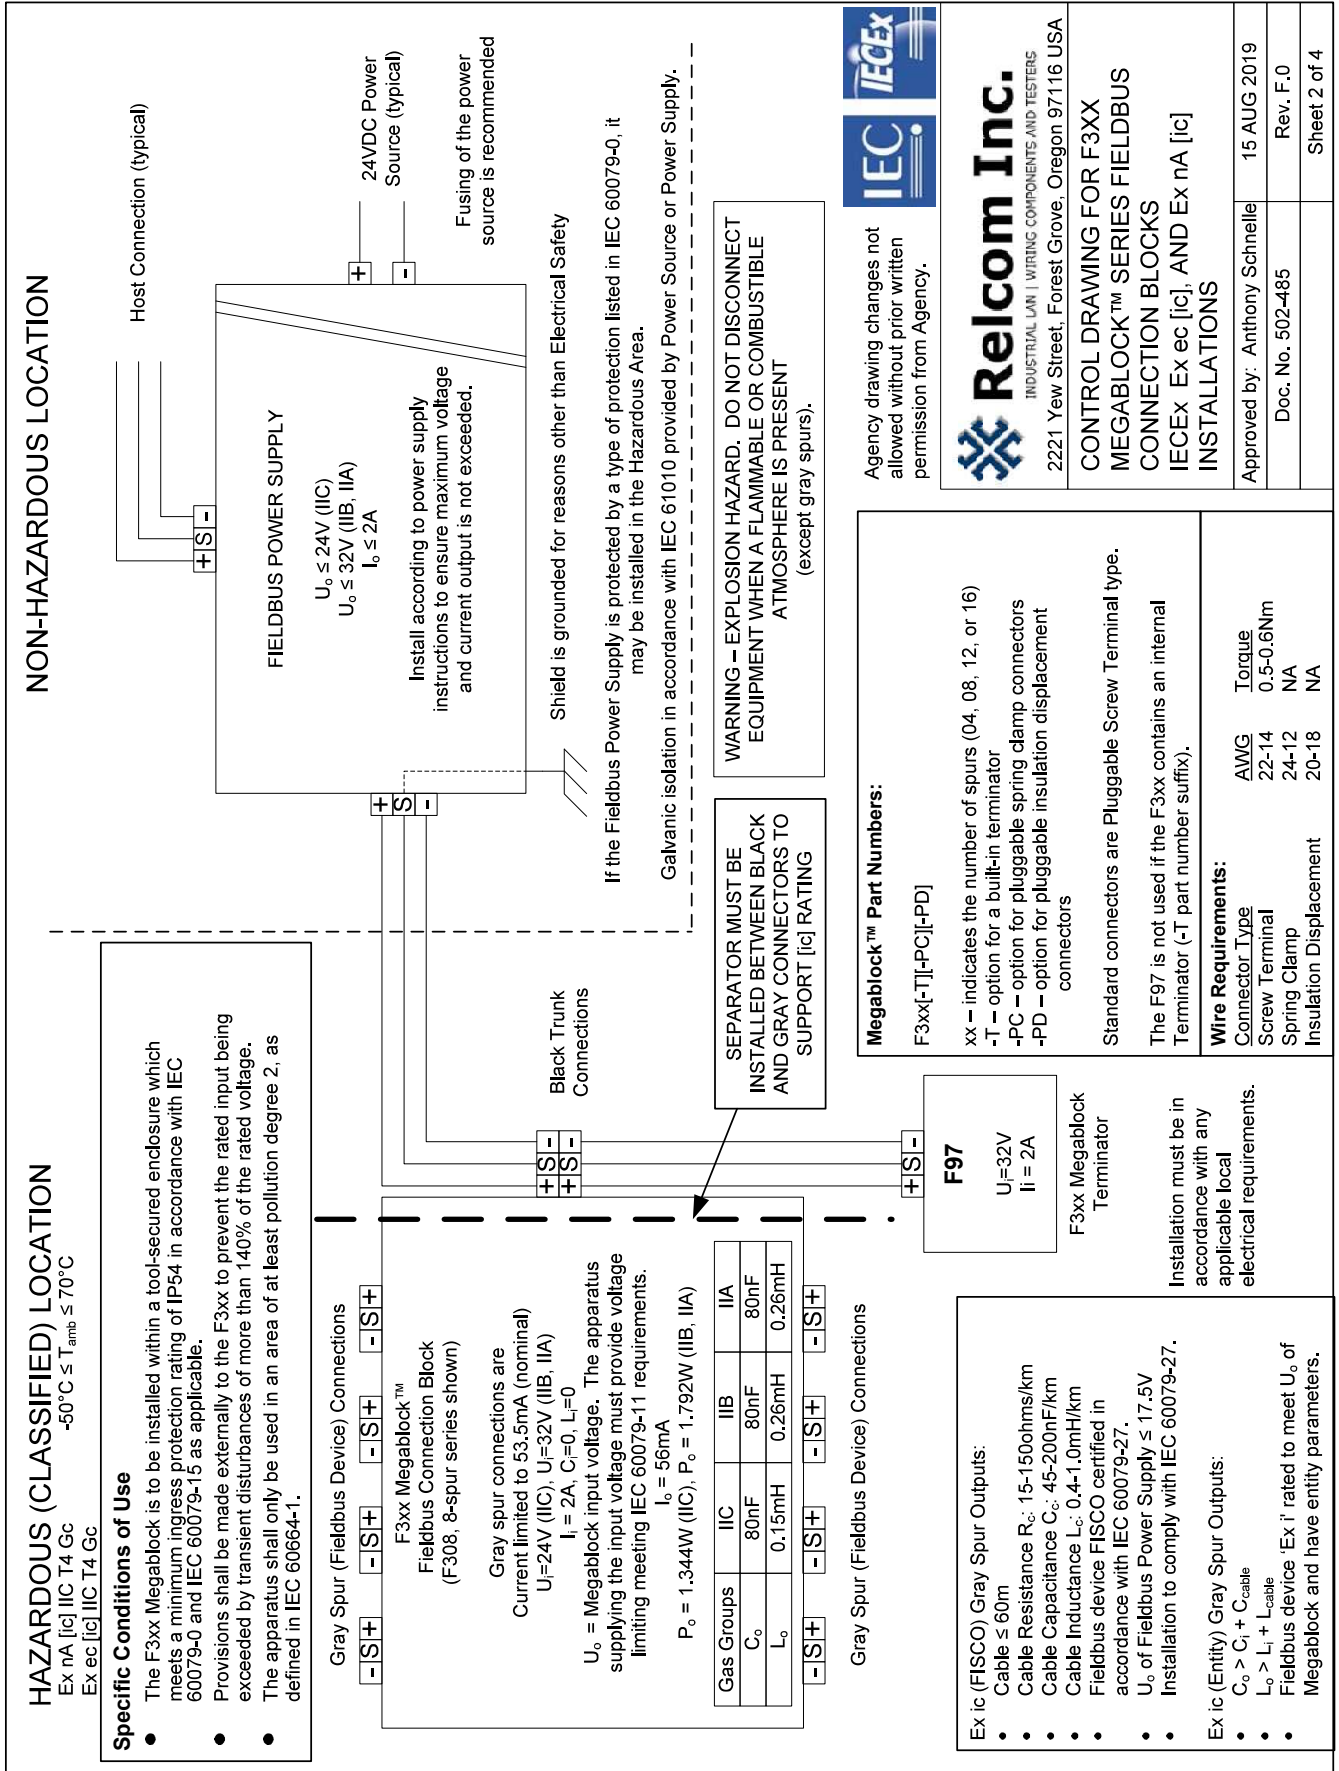 HAZARDOUS (CLASSIFIED) LOCATION
Ex nA [ic] IIC T4 Gc
Ex ec [ic] IIC T4 Gc
-50°C ≤ Tamb ≤ 70°C
NON-HAZARDOUS LOCATION
Specific Conditions of Use
● The F3xx Megablock is to be installed within a tool-secured enclosure which
meets a minimum ingress protection rating of IP54 in accordance with IEC
60079-0 and IEC 60079-15 as applicable.
● Provisions shall be made externally to the F3xx to prevent the rated input being
exceeded by transient disturbances of more than 140% of the rated voltage.
● The apparatus shall only be used in an area of at least pollution degree 2, as
defined in IEC 60664-1.
Gray Spur (Fieldbus Device) Connections
- S +
- S +
- S +
- S +
F3xx Megablock™
Fieldbus Connection Block
(F308, 8-spur series shown)
Gray spur connections are
Current limited to 53.5mA (nominal)
Ui=24V (IIC), Ui=32V (IIB, IIA)
Ii = 2A, Ci=0, Li=0
Uo = Megablock input voltage. The apparatus
supplying the input voltage must provide voltage
limiting meeting IEC 60079-11 requirements.
Io = 56mA
Po = 1.344W (IIC), Po = 1.792W (IIB, IIA)
Gas Groups IIC IIB IIA
Co 80nF 80nF 80nF
Lo 0.15mH 0.26mH 0.26mH
- S +
- S +
- S +
- S +
Gray Spur (Fieldbus Device) Connections
+ S -
+ S -
Black Trunk
Connections
Host Connection (typical)
+ S -
FIELDBUS POWER SUPPLY
Uo ≤ 24V (IIC)
Uo ≤ 32V (IIB, IIA)
Io ≤ 2A
Install according to power supply
instructions to ensure maximum voltage
and current output is not exceeded.
+
S
-
+
-
24VDC Power
Source (typical)
Fusing of the power
source is recommended
Shield is grounded for reasons other than Electrical Safety
If the Fieldbus Power Supply is protected by a type of protection listed in IEC 60079-0, it
may be installed in the Hazardous Area.
Galvanic isolation in accordance with IEC 61010 provided by Power Source or Power Supply.
SEPARATOR MUST BE
INSTALLED BETWEEN BLACK
AND GRAY CONNECTORS TO
SUPPORT [ic] RATING
WARNING – EXPLOSION HAZARD. DO NOT DISCONNECT
EQUIPMENT WHEN A FLAMMABLE OR COMBUSTIBLE
ATMOSPHERE IS PRESENT
(except gray spurs).
+ S -
F97
Ui=32V
Ii = 2A
F3xx Megablock
Terminator
Installation must be in
accordance with any
applicable local
electrical requirements.
Ex ic (FISCO) Gray Spur Outputs:
• Cable ≤ 60m
• Cable Resistance Rc: 15-150ohms/km
• Cable Capacitance Cc: 45-200nF/km
• Cable Inductance Lc: 0.4-1.0mH/km
• Fieldbus device FISCO certified in
accordance with IEC 60079-27.
• Uo of Fieldbus Power Supply ≤ 17.5V
• Installation to comply with IEC 60079-27.
Ex ic (Entity) Gray Spur Outputs:
• Co > Ci + Ccable
• Lo > Li + Lcable
• Fieldbus device 'Ex i' rated to meet Uo of
Megablock and have entity parameters.
Megablock™ Part Numbers:
F3xx[-T][-PC][-PD]
xx – indicates the number of spurs (04, 08, 12, or 16)
-T – option for a built-in terminator
-PC – option for pluggable spring clamp connectors
-PD – option for pluggable insulation displacement
connectors
Standard connectors are Pluggable Screw Terminal type.
The F97 is not used if the F3xx contains an internal
Terminator (-T part number suffix).
Wire Requirements:
Connector Type AWG Torque
Screw Terminal 22-14 0.5-0.6Nm
Spring Clamp 24-12 NA
Insulation Displacement 20-18 NA
Agency drawing changes not
allowed without prior written
permission from Agency.
IEC
IECEx
Relcom Inc.
INDUSTRIAL LAN | WIRING COMPONENTS AND TESTERS
2221 Yew Street, Forest Grove, Oregon 97116 USA
CONTROL DRAWING FOR F3XX
MEGABLOCK™ SERIES FIELDBUS
CONNECTION BLOCKS
IECEx Ex ec [ic], AND Ex nA [ic]
INSTALLATIONS
Approved by: Anthony Schnelle 15 AUG 2019
Doc. No. 502-485 Rev. F.0
Sheet 2 of 4